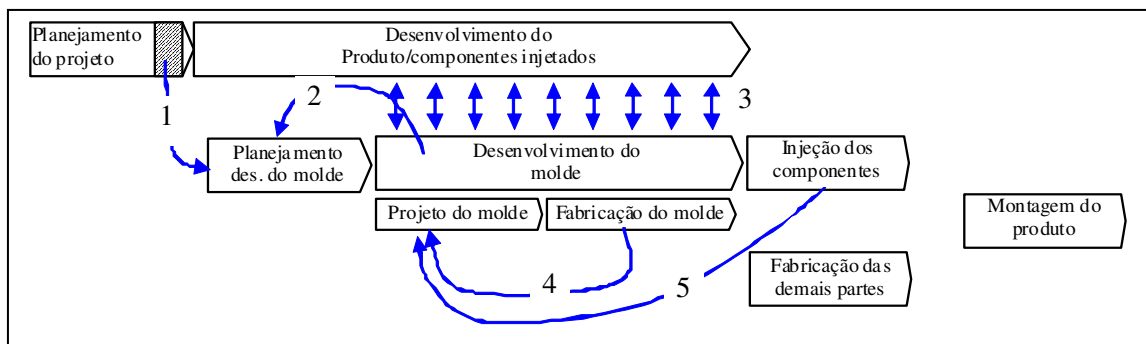 Planejamento
do projeto
Desenvolvimento do
Produto/componentes injetados
1
2
3
Planejamento
des. do molde
Desenvolvimento do
molde
Injeção dos
componentes
Projeto do molde
Fabricação do molde
Montagem do
produto
4
5
Fabricação das
demais partes